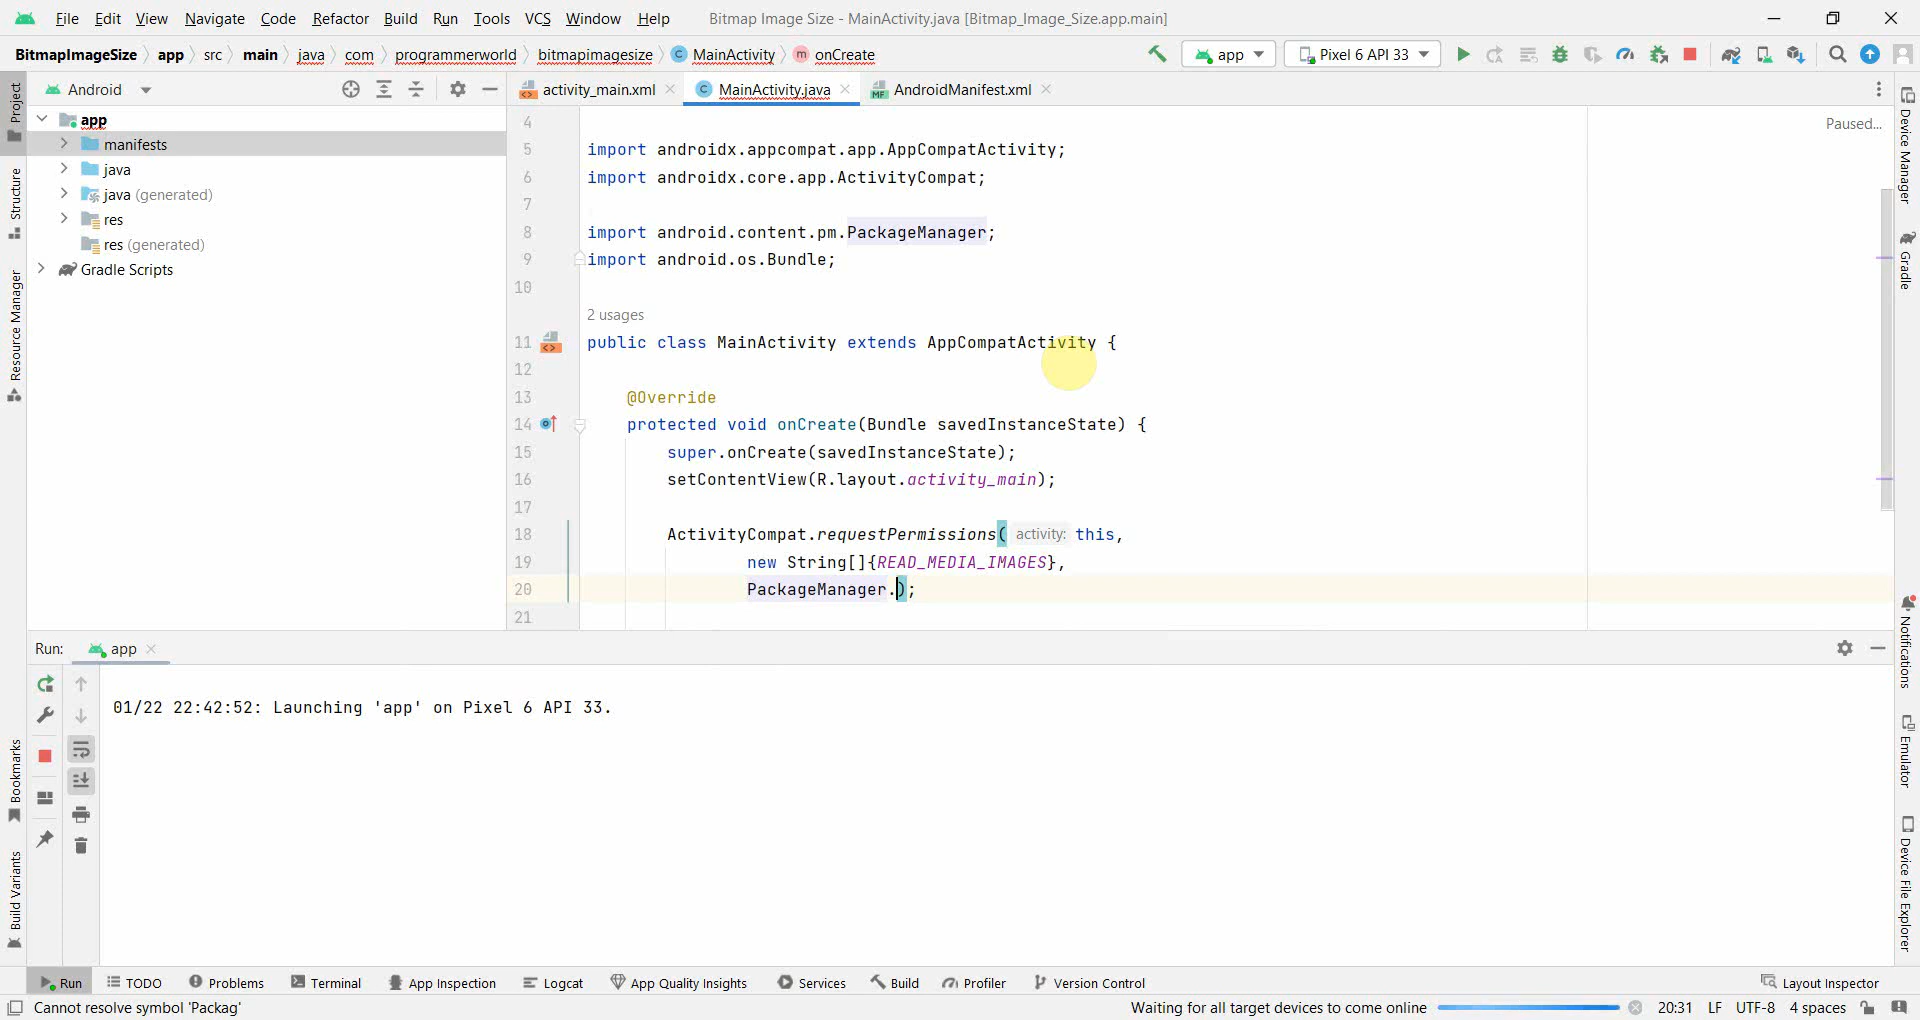 File Edit View Navigate Code Refactor Build Run Tools VCS Window Help Bitmap Image Size - MainActivity.java [Bitmap_Image_Size.app.main]
BitmapImageSize app src main java com programmerworld bitmapimagesize MainActivity onCreate app Pixel 6 API 33
Project
Android
activity_main.xml MainActivity.java AndroidManifest.xml
Device Manager
app
manifests
java
java (generated)
res
res (generated)
Gradle Scripts
Structure
Resource Manager
4
Paused...
5 import androidx.appcompat.app.AppCompatActivity;
6 import androidx.core.app.ActivityCompat;
7
8 import android.content.pm.PackageManager;
9 import android.os.Bundle;
10
2 usages
11 public class MainActivity extends AppCompatActivity {
12
13 @Override
14 protected void onCreate(Bundle savedInstanceState) {
15 super.onCreate(savedInstanceState);
16 setContentView(R.layout.activity_main);
17
18 ActivityCompat.requestPermissions( activity: this,
19 new String[]{READ_MEDIA_IMAGES},
20 PackageManager.);
21
Gradle
Notifications
Emulator
Device File Explorer
Run: app
01/22 22:42:52: Launching 'app' on Pixel 6 API 33.
Bookmarks
Build Variants
Run TODO Problems Terminal App Inspection Logcat App Quality Insights Services Build Profiler Version Control Layout Inspector
Cannot resolve symbol 'Packag' Waiting for all target devices to come online 20:31 LF UTF-8 4 spaces